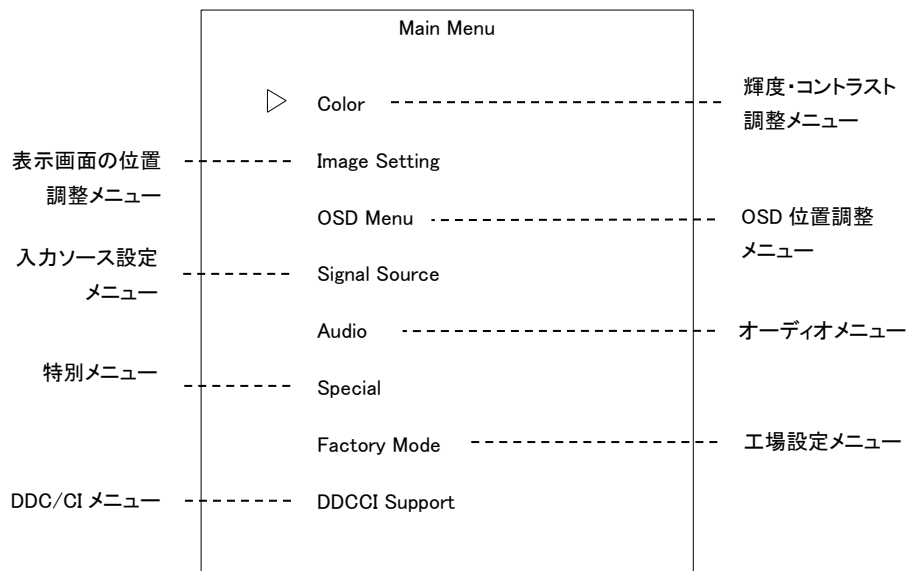 Main Menu
Color
輝度・コントラスト
調整メニュー
表示画面の位置
調整メニュー
Image Setting
OSD Menu
OSD 位置調整
メニュー
入力ソース設定
メニュー
Signal Source
Audio
オーディオメニュー
特別メニュー
Special
Factory Mode
工場設定メニュー
DDC/CI メニュー
DDCCI Support